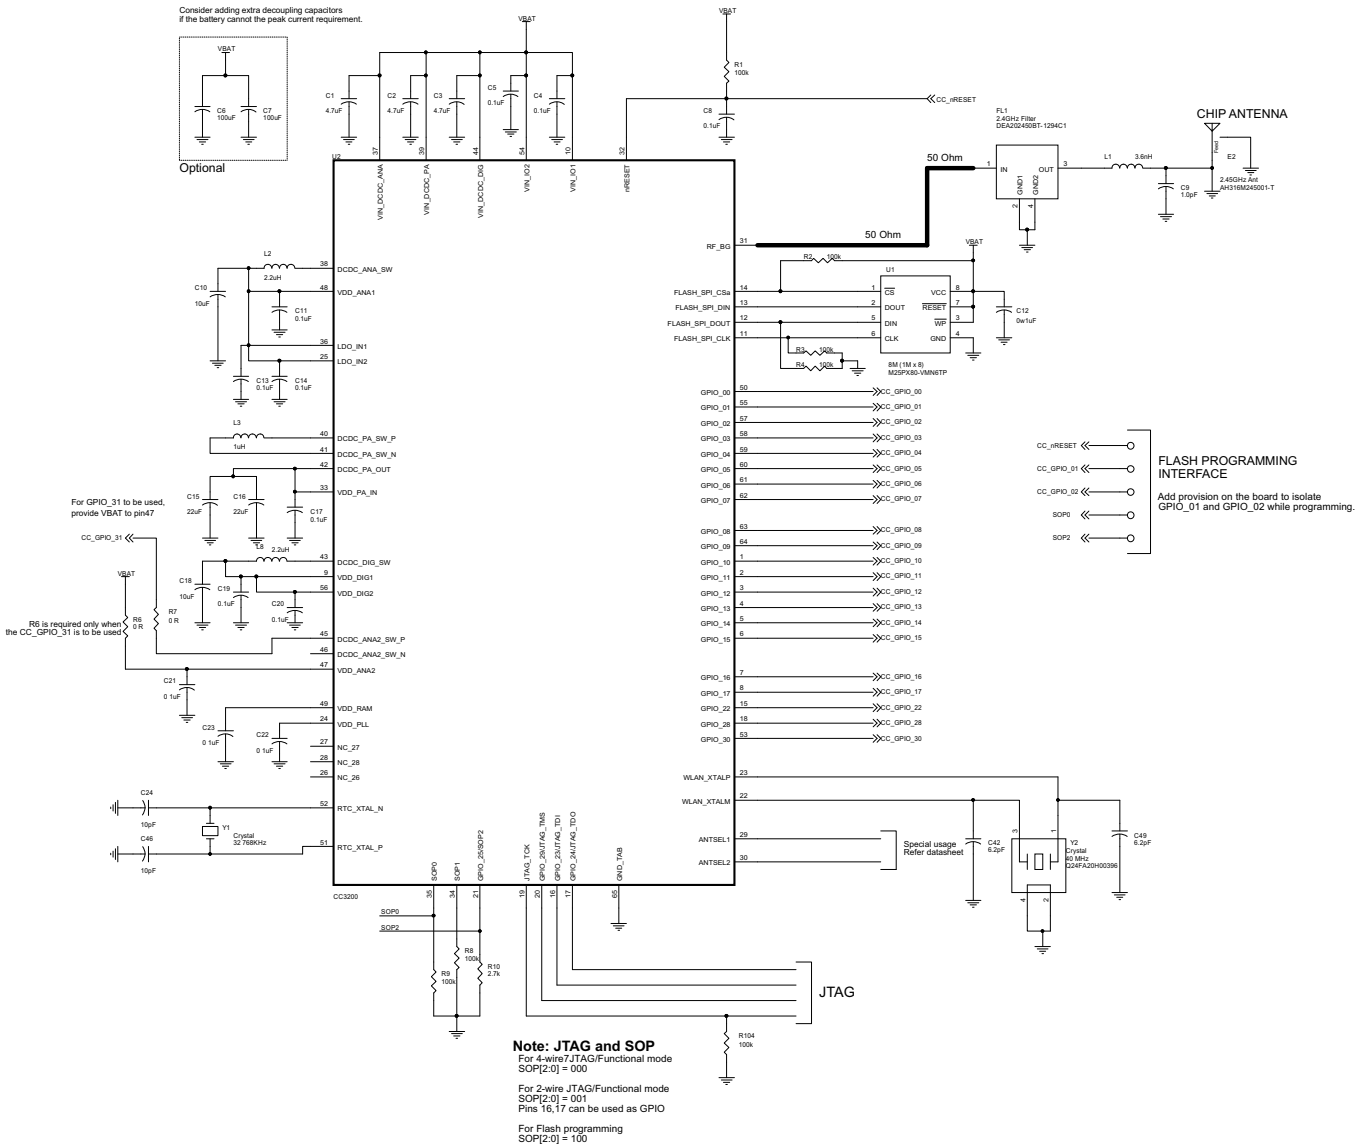 Consider adding extra decoupling capacitors
if the battery cannot the peak current requirement.
VBAT
C6
100uF
C7
100uF
Optional
VBAT
C1
4.7uF
C2
4.7uF
C3
4.7uF
C5
0.1uF
C4
0.1uF
VBAT
R1
100k
CC_nRESET
C8
0.1uF
FL1
2.4GHz Filter
DEA202450BT-1294C1
1
IN
OUT
3
GND1
GND2
2
4
L1
3.6nH
C9
1.0pF
CHIP ANTENNA
Feed
E2
2.45GHz Ant
AH316M245001-T
50 Ohm
50 Ohm
U2
37
VIN_DCDC_ANA
39
VIN_DCDC_PA
44
VIN_DCDC_DIG
54
VIN_IO2
10
VIN_IO1
32
nRESET
31
RF_BG
L2
2.2uH
38
DCDC_ANA_SW
C10
10uF
48
VDD_ANA1
C11
0.1uF
36
LDO_IN1
25
LDO_IN2
C13
0.1uF
C14
0.1uF
L3
1uH
40
DCDC_PA_SW_P
41
DCDC_PA_SW_N
42
DCDC_PA_OUT
33
VDD_PA_IN
C15
22uF
C16
22uF
C17
0.1uF
For GPIO_31 to be used,
provide VBAT to pin47
CC_GPIO_31
L8
2.2uH
43
DCDC_DIG_SW
9
VDD_DIG1
56
VDD_DIG2
C18
10uF
C19
0.1uF
C20
0.1uF
VBAT
R6
0 R
R7
0 R
R6 is required only when
the CC_GPIO_31 is to be used
45
DCDC_ANA2_SW_P
46
DCDC_ANA2_SW_N
47
VDD_ANA2
C21
0 1uF
49
VDD_RAM
24
VDD_PLL
C23
0 1uF
C22
0 1uF
27
NC_27
28
NC_28
26
NC_26
C24
10pF
52
RTC_XTAL_N
Y1
Crystal
32 768KHz
51
RTC_XTAL_P
C46
10pF
R2
100k
VBAT
U1
14
FLASH_SPI_CSa
13
FLASH_SPI_DIN
12
FLASH_SPI_DOUT
11
FLASH_SPI_CLK
1
CS
2
DOUT
5
DIN
6
CLK
VCC
8
RESET
7
WP
3
GND
4
C12
0w1uF
R3
100k
R4
100k
8M (1M x 8)
M25PX80-VMN6TP
GPIO_00
50
CC_GPIO_00
GPIO_01
55
CC_GPIO_01
GPIO_02
57
CC_GPIO_02
GPIO_03
58
CC_GPIO_03
GPIO_04
59
CC_GPIO_04
GPIO_05
60
CC_GPIO_05
GPIO_06
61
CC_GPIO_06
GPIO_07
62
CC_GPIO_07
GPIO_08
63
CC_GPIO_08
GPIO_09
64
CC_GPIO_09
GPIO_10
1
CC_GPIO_10
GPIO_11
2
CC_GPIO_11
GPIO_12
3
CC_GPIO_12
GPIO_13
4
CC_GPIO_13
GPIO_14
5
CC_GPIO_14
GPIO_15
6
CC_GPIO_15
GPIO_16
7
CC_GPIO_16
GPIO_17
8
CC_GPIO_17
GPIO_22
15
CC_GPIO_22
GPIO_28
18
CC_GPIO_28
GPIO_30
53
CC_GPIO_30
CC_nRESET
CC_GPIO_01
CC_GPIO_02
SOP0
SOP2
FLASH PROGRAMMING
INTERFACE
Add provision on the board to isolate
GPIO_01 and GPIO_02 while programming.
WLAN_XTALP
23
WLAN_XTALM
22
ANTSEL1
29
ANTSEL2
30
Special usage
Refer datasheet
C42
6.2pF
3
1
Y2
Crystal
40 MHz
Q24FA20H00396
4
2
C49
6.2pF
CC3200
SOP0
35
SOP1
34
GPIO_25/SOP2
21
JTAG_TCK
19
GPIO_29/JTAG_TMS
20
GPIO_23/JTAG_TDI
16
GPIO_24/JTAG_TDO
17
GND_TAB
65
SOP0
SOP2
R9
100k
R8
100k
R10
2.7k
JTAG
R104
100k
Note: JTAG and SOP
For 4-wire7JTAG/Functional mode
SOP[2:0] = 000
For 2-wire JTAG/Functional mode
SOP[2:0] = 001
Pins 16,17 can be used as GPIO
For Flash programming
SOP[2:0] = 100